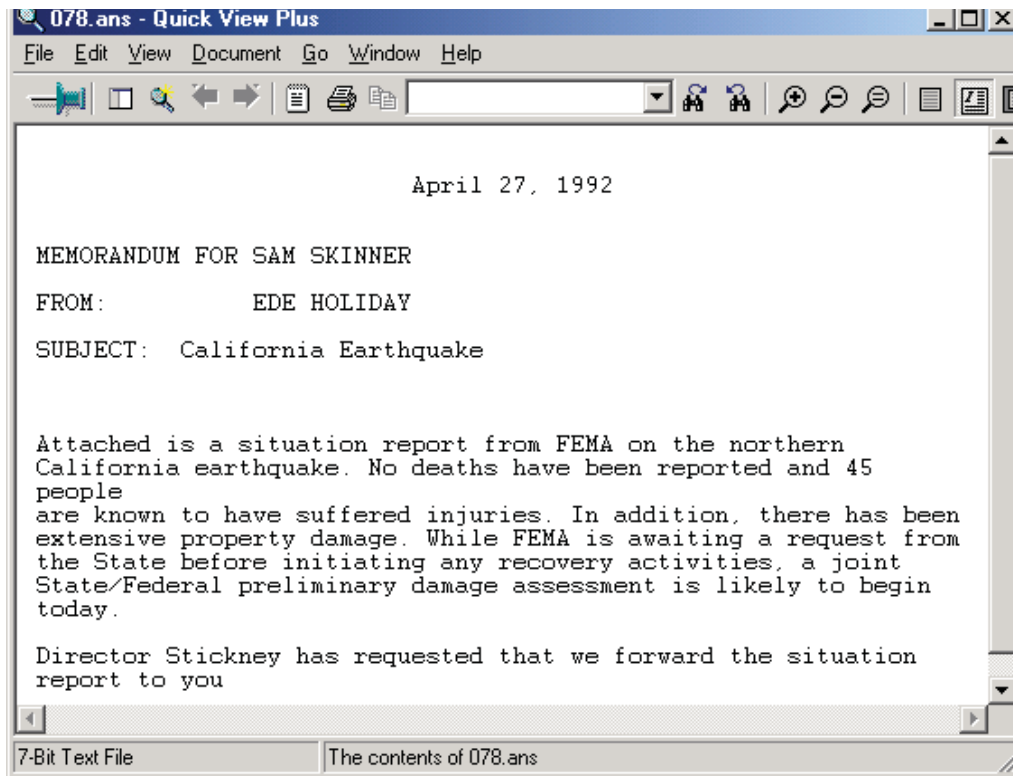 078.ans - Quick View Plus
File Edit View Document Go Window Help
April 27, 1992
MEMORANDUM FOR SAM SKINNER
FROM: EDE HOLIDAY
SUBJECT: California Earthquake
Attached is a situation report from FEMA on the northern
California earthquake. No deaths have been reported and 45
people
are known to have suffered injuries. In addition, there has been
extensive property damage. While FEMA is awaiting a request from
the State before initiating any recovery activities, a joint
State/Federal preliminary damage assessment is likely to begin
today.
Director Stickney has requested that we forward the situation
report to you
7-Bit Text File The contents of 078.ans